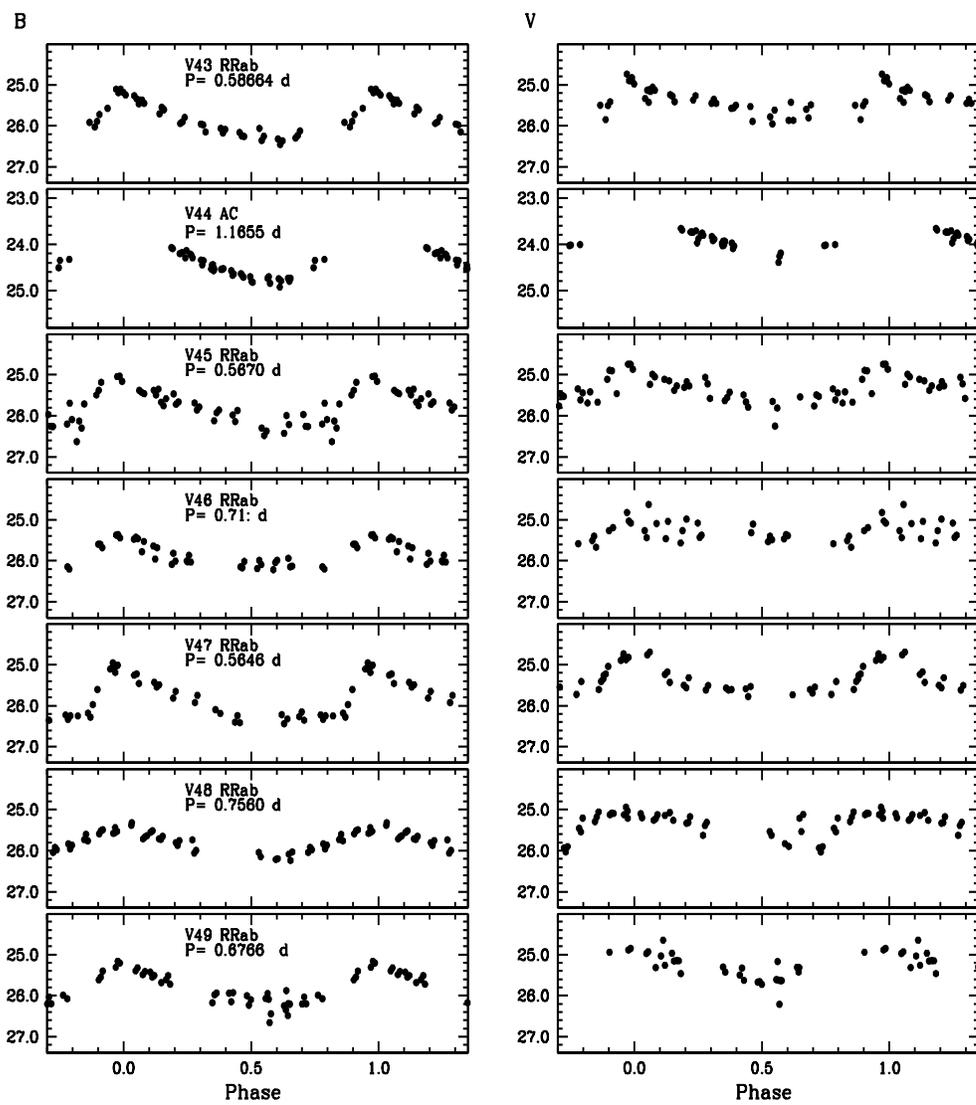 B V
V43 RRab
P= 0.58664 d
25.0 25.0
26.0 26.0
27.0 27.0
V44 AC
P= 1.1655 d
23.0 23.0
24.0 24.0
25.0 25.0
V45 RRab
P= 0.5670 d
25.0 25.0
26.0 26.0
27.0 27.0
V46 RRab
P= 0.71: d
25.0 25.0
26.0 26.0
27.0 27.0
V47 RRab
P= 0.5646 d
25.0 25.0
26.0 26.0
27.0 27.0
V48 RRab
P= 0.7560 d
25.0 25.0
26.0 26.0
27.0 27.0
V49 RRab
P= 0.6766 d
25.0 25.0
26.0 26.0
27.0 27.0
0.0 0.5 1.0 0.0 0.5 1.0
Phase Phase